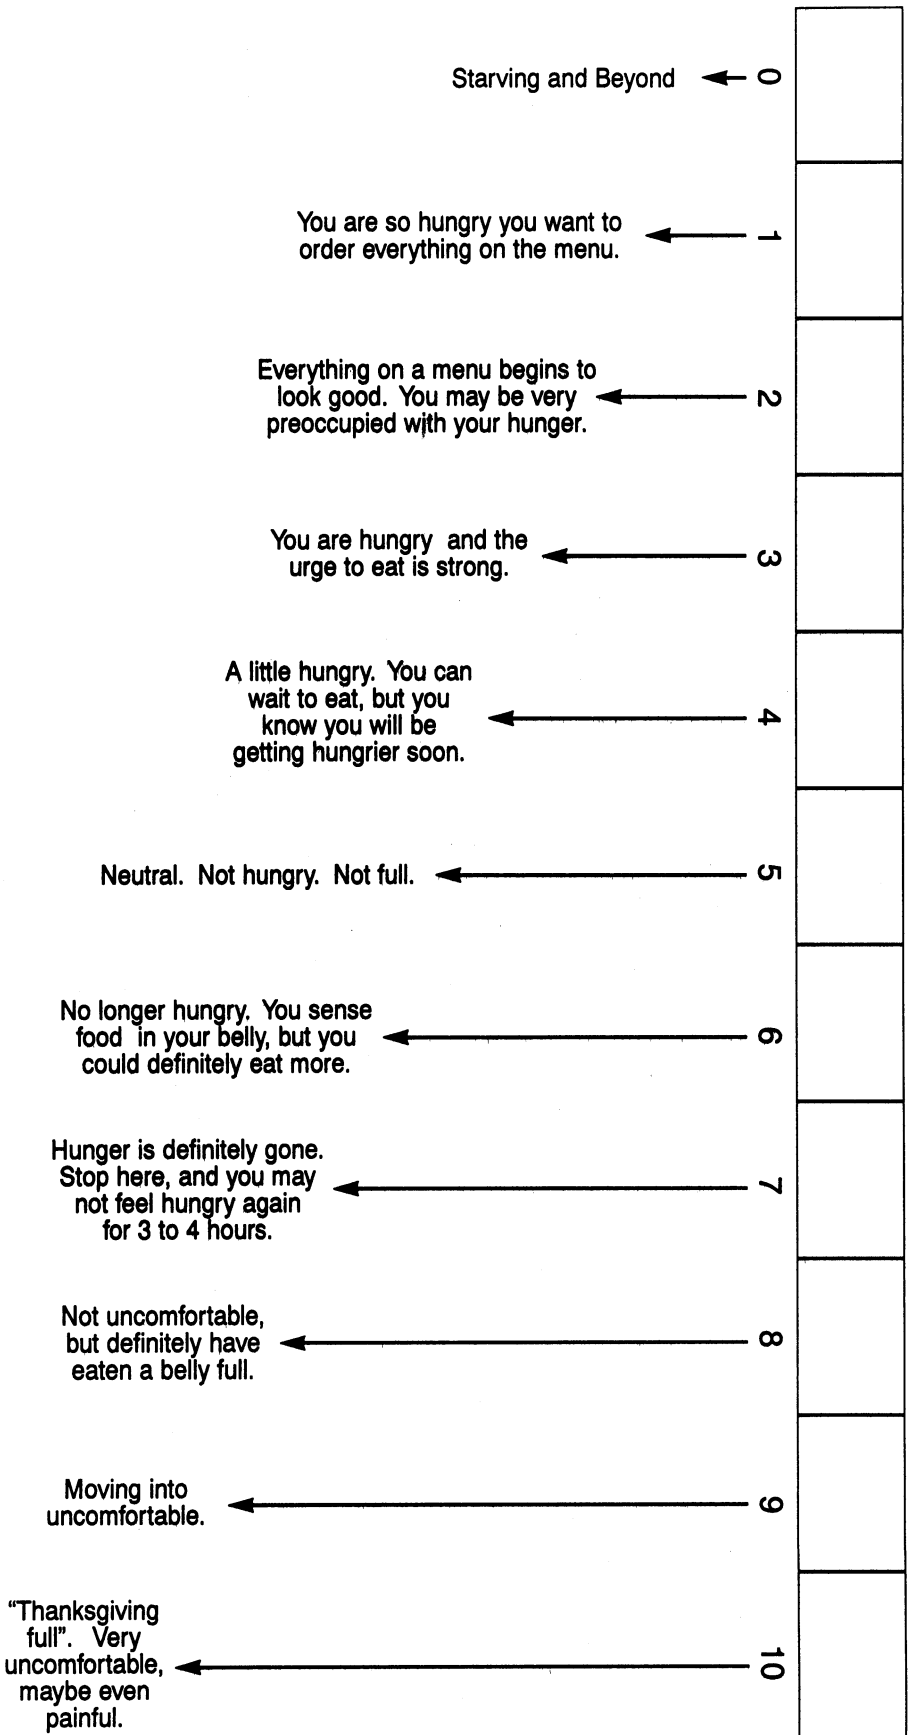 Starving and Beyond 0
You are so hungry you want to
order everything on the menu.
1
Everything on a menu begins to
look good. You may be very
preoccupied with your hunger.
2
You are hungry and the
urge to eat is strong.
3
A little hungry. You can
wait to eat, but you
know you will be
getting hungrier soon.
4
Neutral. Not hungry. Not full. 5
No longer hungry. You sense
food in your belly, but you
could definitely eat more.
6
Hunger is definitely gone.
Stop here, and you may
not feel hungry again
for 3 to 4 hours.
7
Not uncomfortable,
but definitely have
eaten a belly full.
8
Moving into
uncomfortable.
9
“Thanksgiving
full”. Very
uncomfortable,
maybe even
painful.
10